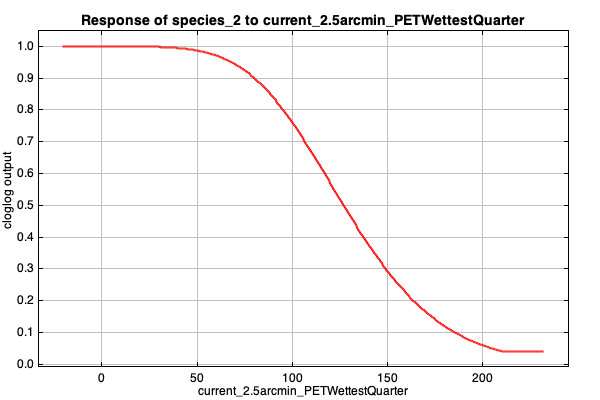 Response of species_2 to current_2.5arcmin_PETWettestQuarter
cloglog output
1.0
0.9
0.8
0.7
0.6
0.5
0.4
0.3
0.2
0.1
0.0
0 50 100 150 200
current_2.5arcmin_PETWettestQuarter